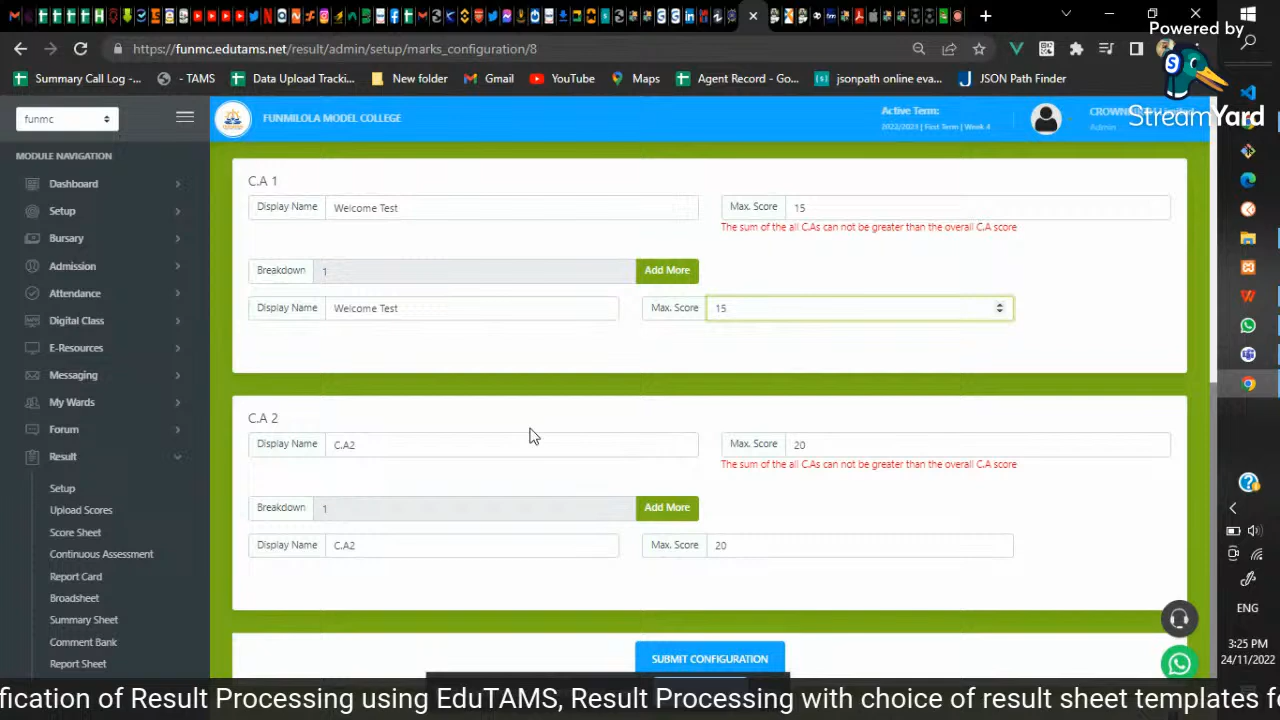 Powered by
StreamYard
https://funmc.edutams.net/result/admin/setup/marks_configuration/8
Summary Call Log -...
- TAMS
Data Upload Tracki...
New folder
Gmail
YouTube
Maps
Agent Record - Go...
jsonpath online eva...
JSON Path Finder
funmc
FUNMILOLA MODEL COLLEGE
Active Term:
2022/2023 | First Term | Week 4
Admin
MODULE NAVIGATION
Dashboard
Setup
Bursary
Admission
Attendance
Digital Class
E-Resources
Messaging
My Wards
Forum
Result
Setup
Upload Scores
Score Sheet
Continuous Assessment
Report Card
Broadsheet
Summary Sheet
Comment Bank
Report Sheet
C.A 1
Display Name Welcome Test
Max. Score 15
The sum of the all C.As can not be greater than the overall C.A score
Breakdown 1 Add More
Display Name Welcome Test
Max. Score 15
C.A 2
Display Name C.A2
Max. Score 20
The sum of the all C.As can not be greater than the overall C.A score
Breakdown 1 Add More
Display Name C.A2
Max. Score 20
SUBMIT CONFIGURATION
ENG
3:25 PM
24/11/2022
fication of Result Processing using EduTAMS, Result Processing with choice of result sheet templates fo